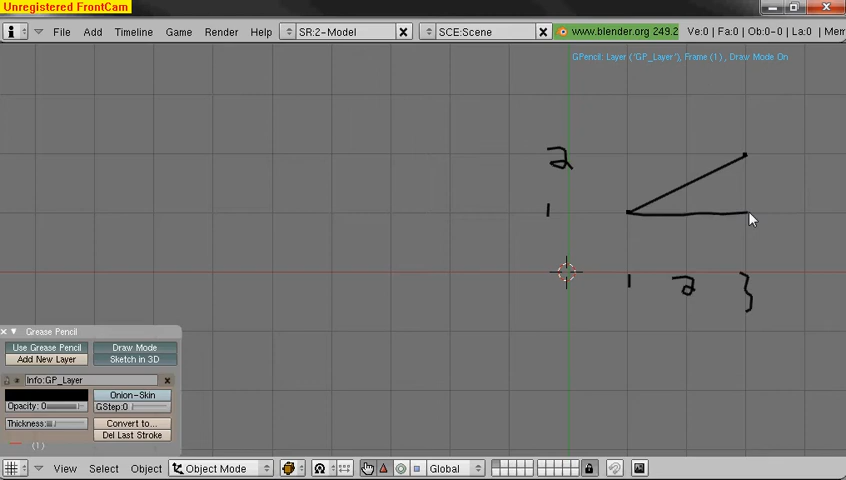 Unregistered FrontCam
File Add Timeline Game Render Help SR:2-Model SCE:Scene www.blender.org 249.2 Ve:0 | Fa:0 | Ob:0-0 | La:0 | Mem
GPencil: Layer ("GP_Layer"), Frame (1) , Draw Mode On
2
1
1 2 3
Grease Pencil
Use Grease Pencil Draw Mode
Add New Layer Sketch in 3D
Info:GP_Layer
Onion-Skin
Opacity: 0 GStep:0
Thickness: Convert to...
Del Last Stroke
(1)
View Select Object Object Mode Global